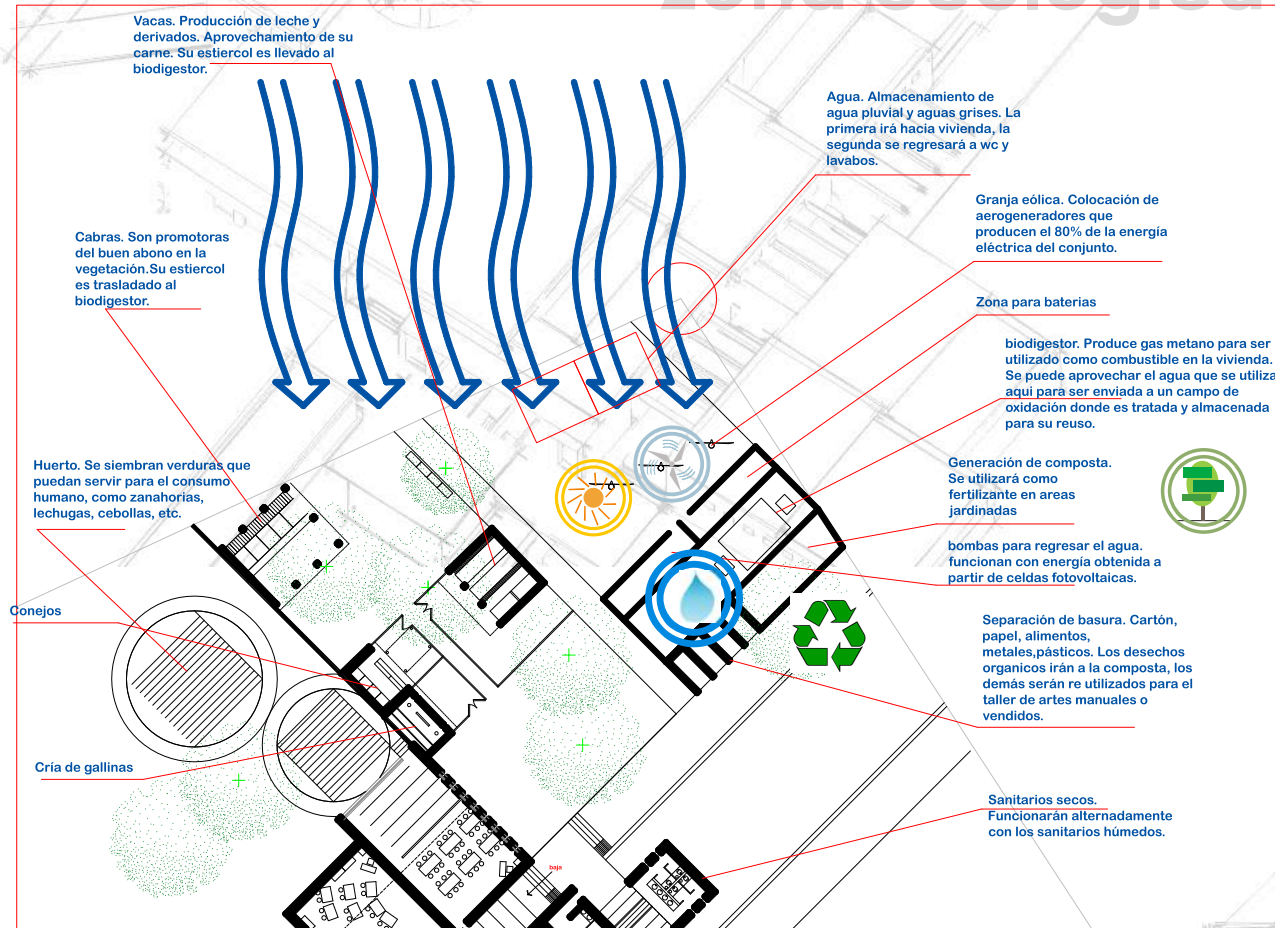 zona ecológica
Vacas. Producción de leche y
derivados. Aprovechamiento de su
carne. Su estiercol es llevado al
biodigestor.
Agua. Almacenamiento de
agua pluvial y aguas grises. La
primera irá hacia vivienda, la
segunda se regresará a wc y
lavabos.
Granja eólica. Colocación de
aerogeneradores que
producen el 80% de la energía
eléctrica del conjunto.
Cabras. Son promotoras
del buen abono en la
vegetación.Su estiercol
es trasladado al
biodigestor.
Zona para baterias
biodigestor. Produce gas metano para ser
utilizado como combustible en la vivienda.
Se puede aprovechar el agua que se utiliza
aqui para ser enviada a un campo de
oxidación donde es tratada y almacenada
para su reuso.
Huerto. Se siembran verduras que
puedan servir para el consumo
humano, como zanahorias,
lechugas, cebollas, etc.
Generación de composta.
Se utilizará como
fertilizante en areas
jardinadas
bombas para regresar el agua.
funcionan con energía obtenida a
partir de celdas fotovoltaicas.
Conejos
Separación de basura. Cartón,
papel, alimentos,
metales,pásticos. Los desechos
organicos irán a la composta, los
demás serán re utilizados para el
taller de artes manuales o
vendidos.
Cría de gallinas
Sanitarios secos.
Funcionarán alternadamente
con los sanitarios húmedos.
baja